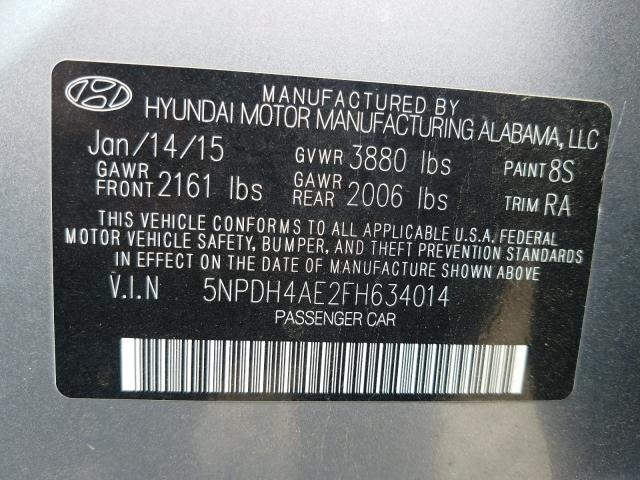 MANUFACTURED BY
HYUNDAI MOTOR MANUFACTURING ALABAMA, LLC
Jan/14/15 GVWR 3880 lbs PAINT 8S
GAWR FRONT 2161 lbs GAWR REAR 2006 lbs TRIM RA
THIS VEHICLE CONFORMS TO ALL APPLICABLE U.S.A. FEDERAL
MOTOR VEHICLE SAFETY, BUMPER, AND THEFT PREVENTION STANDARDS
IN EFFECT ON THE DATE OF MANUFACTURE SHOWN ABOVE.
V.I.N 5NPDH4AE2FH634014
PASSENGER CAR